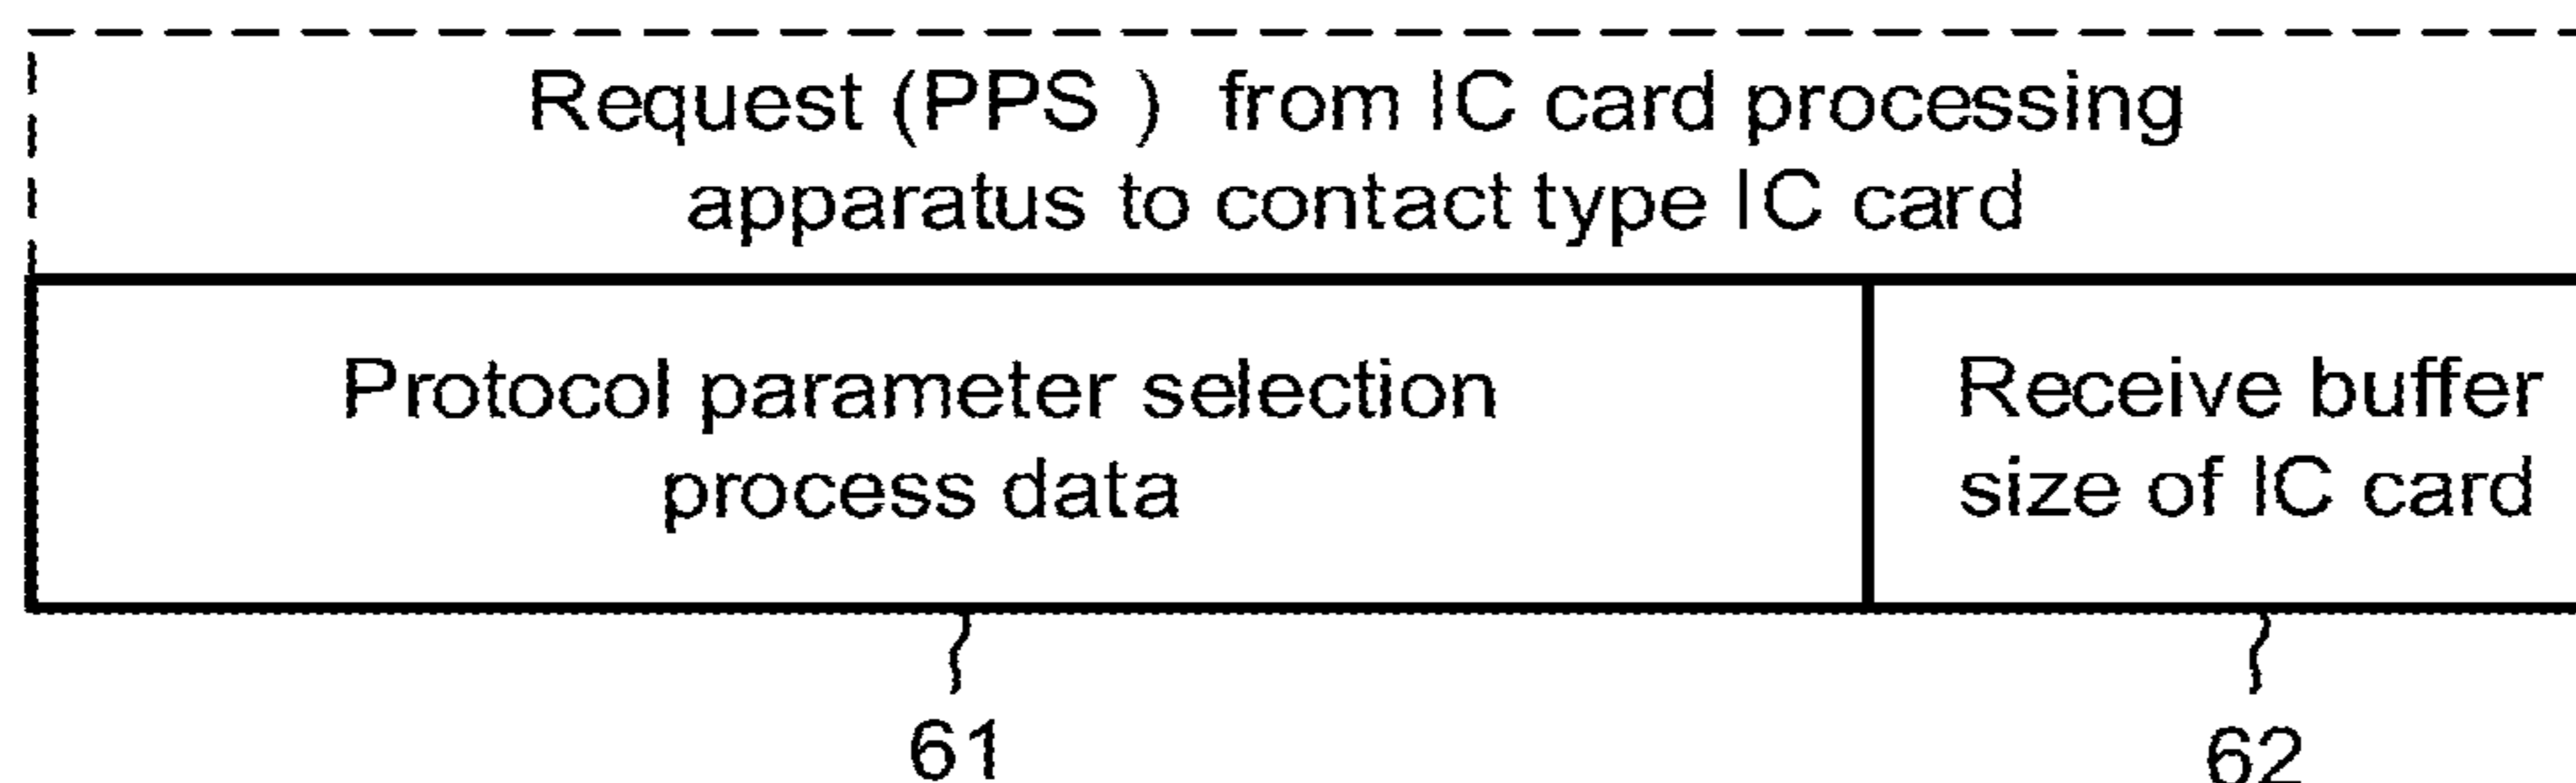 Request (PPS ) from IC card processing
apparatus to contact type IC card
Protocol parameter selection
process data
Receive buffer
size of IC card
61
62